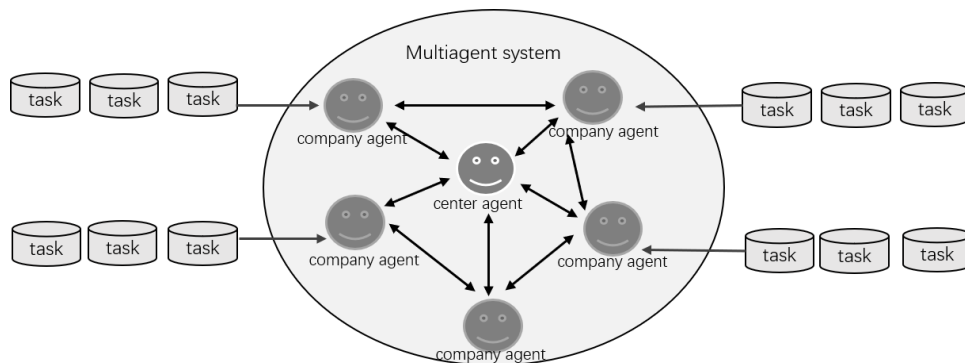 Multiagent system
task
task
task
task
task
task
company agent
company agent
center agent
task
task
task
company agent
company agent
task
task
task
company agent